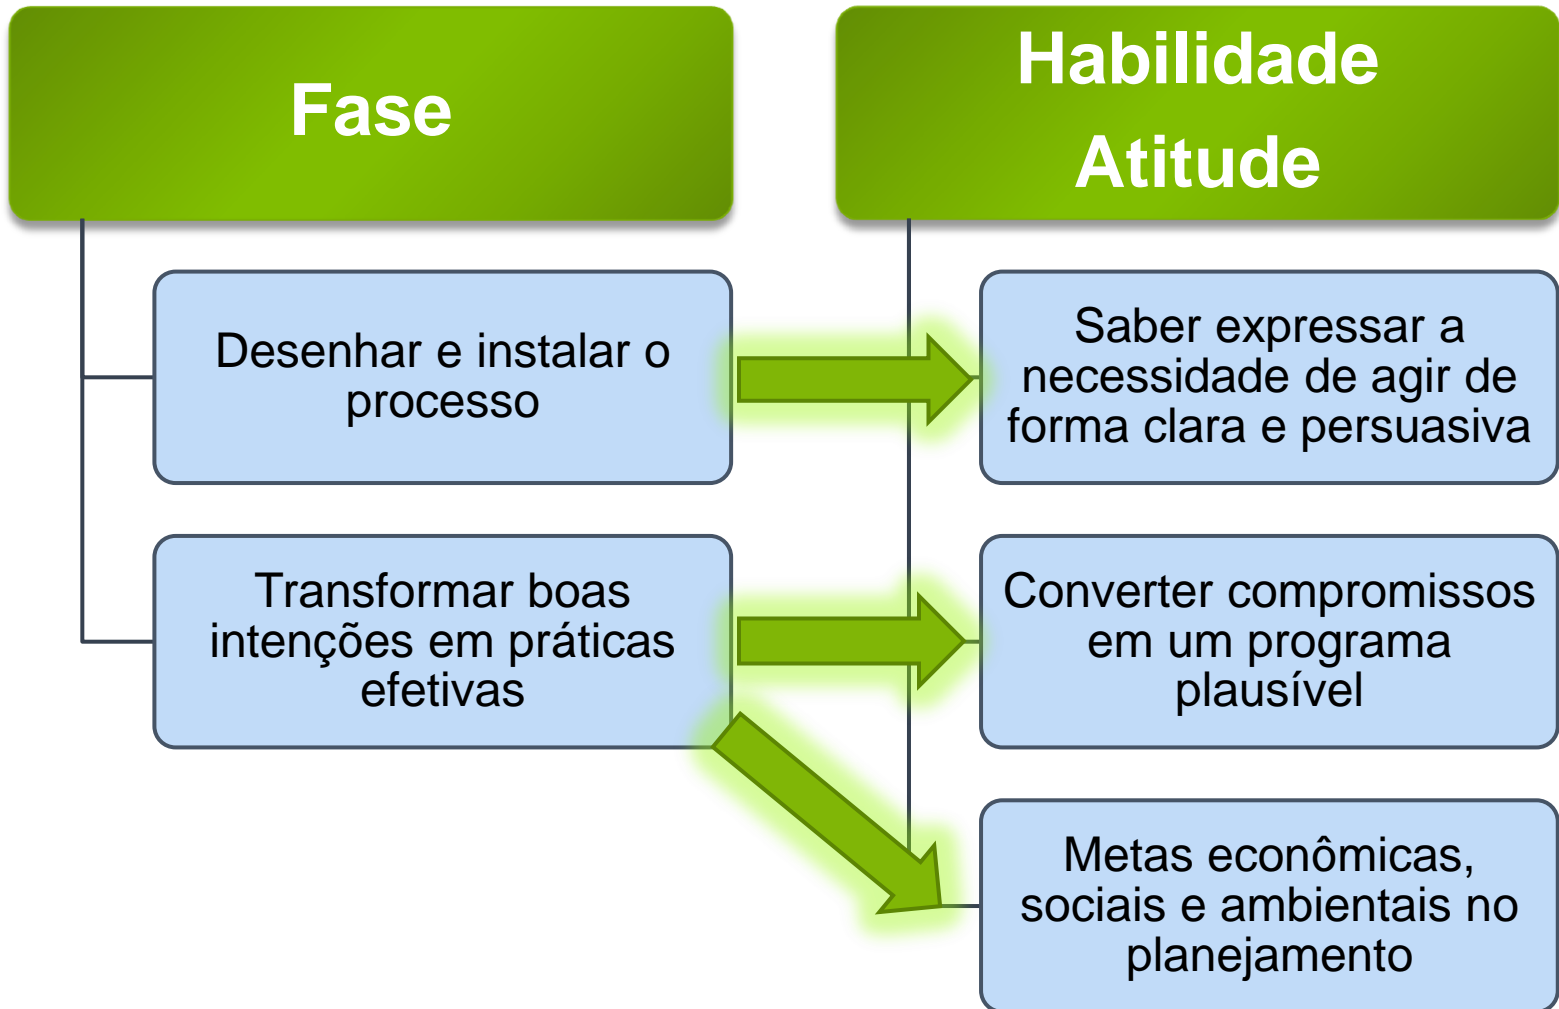 Fase
Habilidade
Atitude
Desenhar e instalar o
processo
Saber expressar a
necessidade de agir de
forma clara e persuasiva
Transformar boas
intenções em práticas
efetivas
Converter compromissos
em um programa
plausível
Metas econômicas,
sociais e ambientais no
planejamento